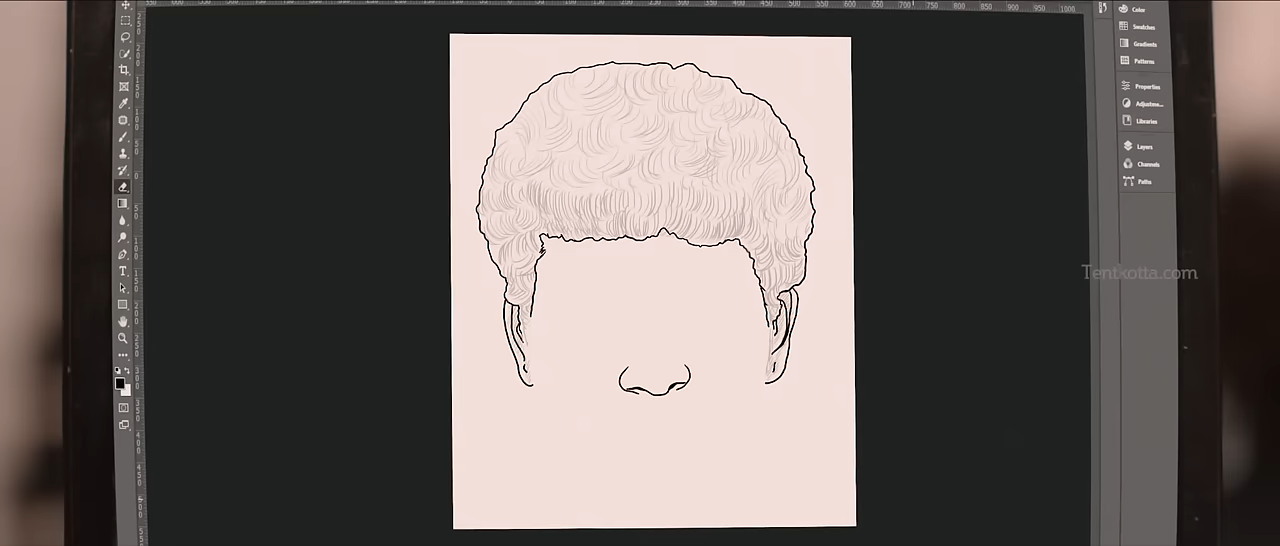 Color
Swatches
Gradients
Patterns
Properties
Adjustme...
Libraries
Layers
Channels
Paths
Tentkotta.com